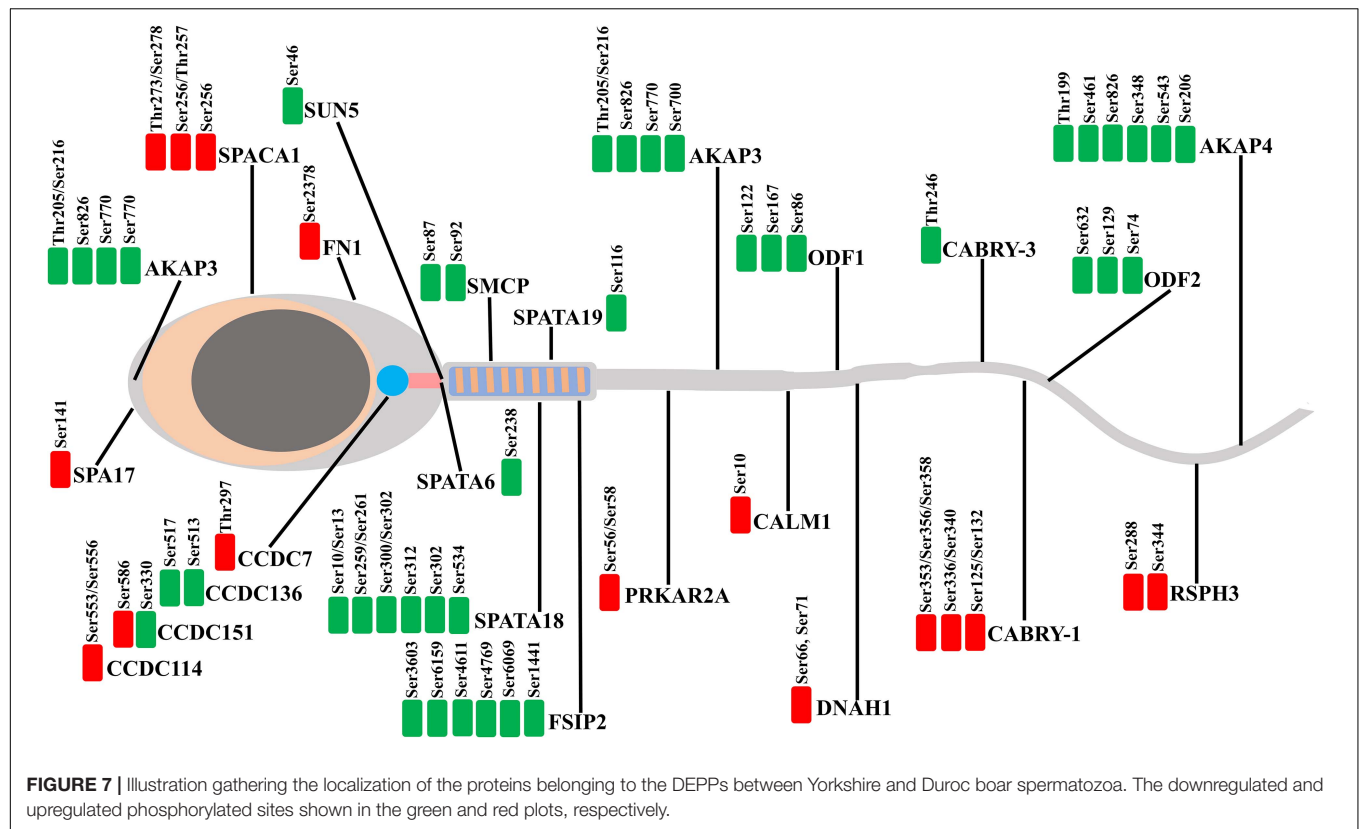 Thr273/Ser278
Ser256/Thr257
Ser256
SPACA1
Ser46
SUN5
Thr205/Ser216
Ser826
Ser770
Ser700
AKAP3
Thr199
Ser461
Ser826
Ser348
Ser543
Ser206
AKAP4
Thr205/Ser216
Ser826
Ser770
Ser770
AKAP3
Ser2378
FN1
Ser87
Ser92
SMCP
Ser116
SPATA19
Ser122
Ser167
Ser86
ODF1
Thr246
CABRY-3
Ser632
Ser129
Ser74
ODF2
Ser141
SPA17
Ser238
SPATA6
Thr297
CCDC7
Ser517
Ser513
CCDC136
Ser586
Ser330
CCDC151
Ser553/Ser556
CCDC114
Ser10/Ser13
Ser259/Ser261
Ser300/Ser302
Ser312
Ser302
Ser534
SPATA18
Ser3603
Ser6159
Ser4611
Ser4769
Ser6069
Ser1441
FSIP2
Ser56/Ser58
PRKAR2A
Ser10
CALM1
Ser66, Ser71
DNAH1
Ser353/Ser356/Ser358
Ser336/Ser340
Ser125/Ser132
CABRY-1
Ser288
Ser344
RSPH3
FIGURE 7 | Illustration gathering the localization of the proteins belonging to the DEPPs between Yorkshire and Duroc boar spermatozoa. The downregulated and
upregulated phosphorylated sites shown in the green and red plots, respectively.